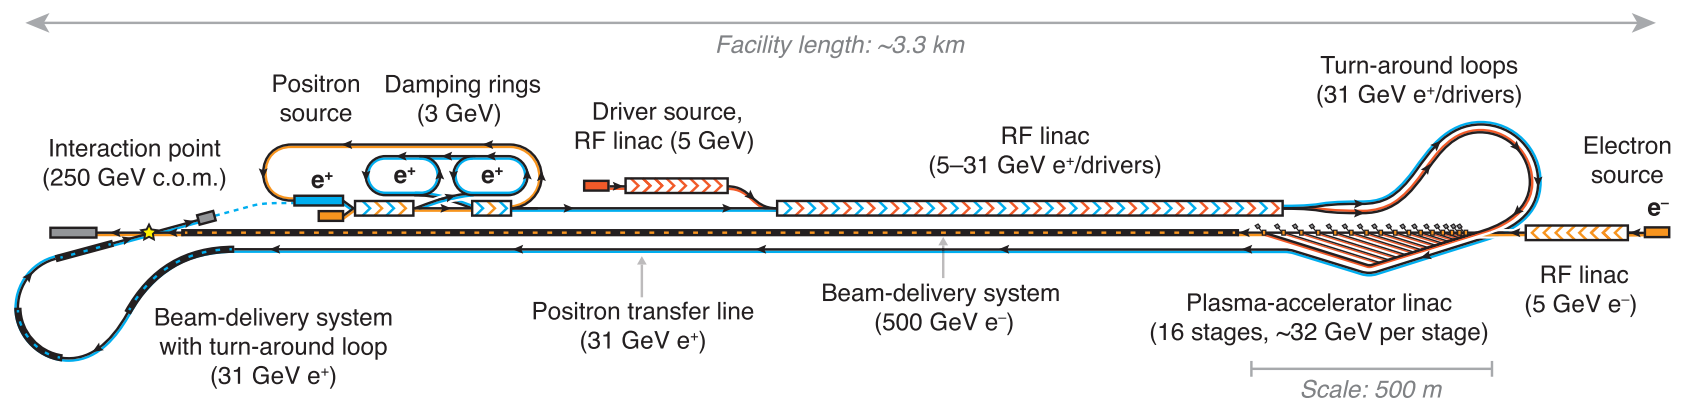 Facility length: ~3.3 km
Positron
source
Damping rings
(3 GeV)
Driver source,
RF linac (5 GeV)
RF linac
(5–31 GeV e⁺/drivers)
Turn-around loops
(31 GeV e⁺/drivers)
Electron
source
Interaction point
(250 GeV c.o.m.)
e⁺
e⁺
e⁺
e⁻
Beam-delivery system
with turn-around loop
(31 GeV e⁺)
Positron transfer line
(31 GeV e⁺)
Beam-delivery system
(500 GeV e⁻)
Plasma-accelerator linac
(16 stages, ~32 GeV per stage)
RF linac
(5 GeV e⁻)
Scale: 500 m